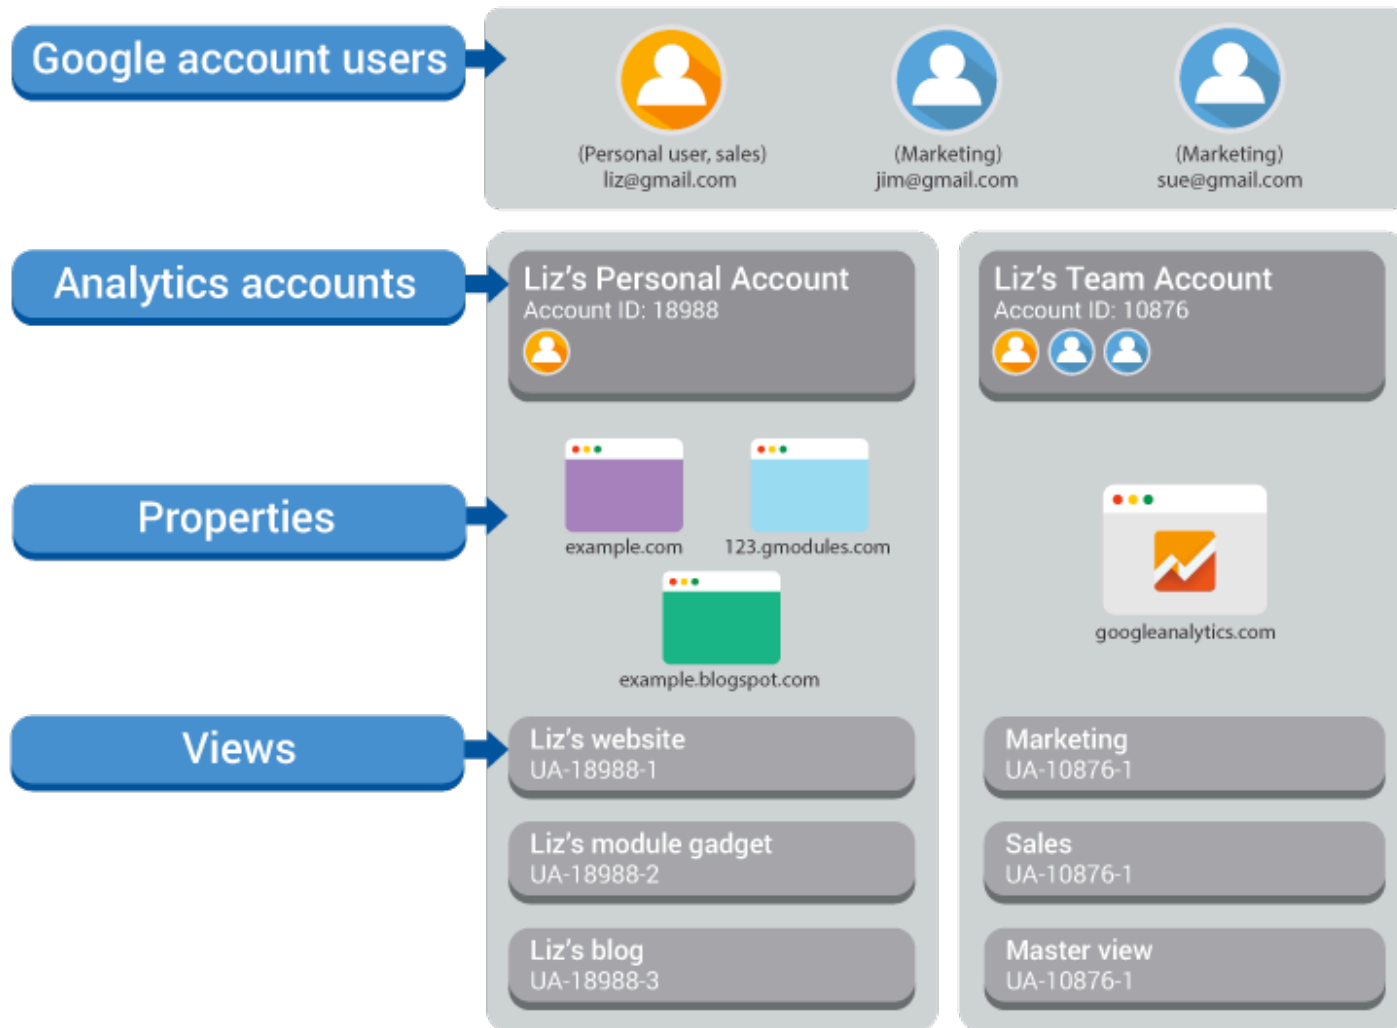 Google account users
(Personal user, sales)
liz@gmail.com
(Marketing)
jim@gmail.com
(Marketing)
sue@gmail.com
Analytics accounts
Liz's Personal Account
Account ID: 18988
Liz's Team Account
Account ID: 10876
Properties
example.com
123.gmodules.com
example.blogspot.com
googleanalytics.com
Views
Liz's website
UA-18988-1
Liz's module gadget
UA-18988-2
Liz's blog
UA-18988-3
Marketing
UA-10876-1
Sales
UA-10876-1
Master view
UA-10876-1